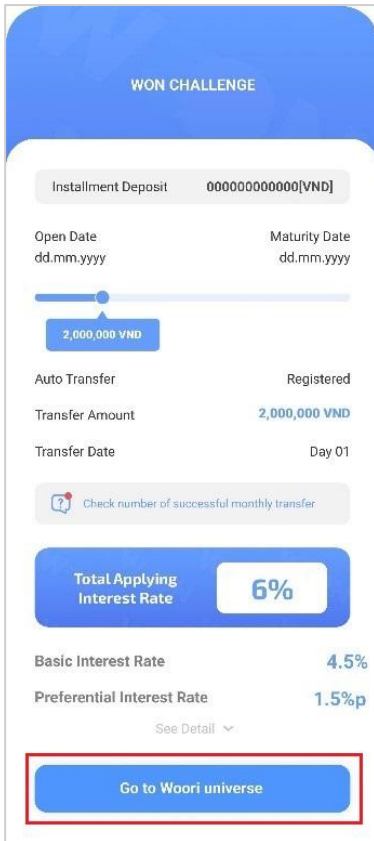 WON CHALLENGE
Installment Deposit 000000000000[VND]
Open Date Maturity Date
dd.mm.yyyy dd.mm.yyyy
2,000,000 VND
Auto Transfer Registered
Transfer Amount 2,000,000 VND
Transfer Date Day 01
Check number of successful monthly transfer
Total Applying
Interest Rate 6%
Basic Interest Rate 4.5%
Preferential Interest Rate 1.5%p
See Detail
Go to Woori universe